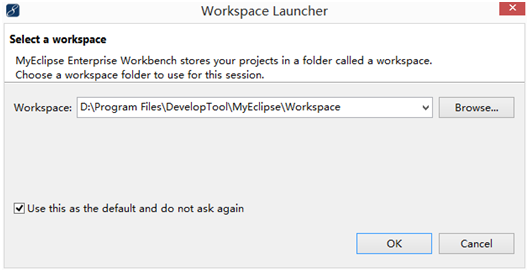 Workspace Launcher
Select a workspace
MyEclipse Enterprise Workbench stores your projects in a folder called a workspace.
Choose a workspace folder to use for this session.
Workspace: D:\Program Files\DevelopTool\MyEclipse\Workspace Browse...
Use this as the default and do not ask again
OK Cancel